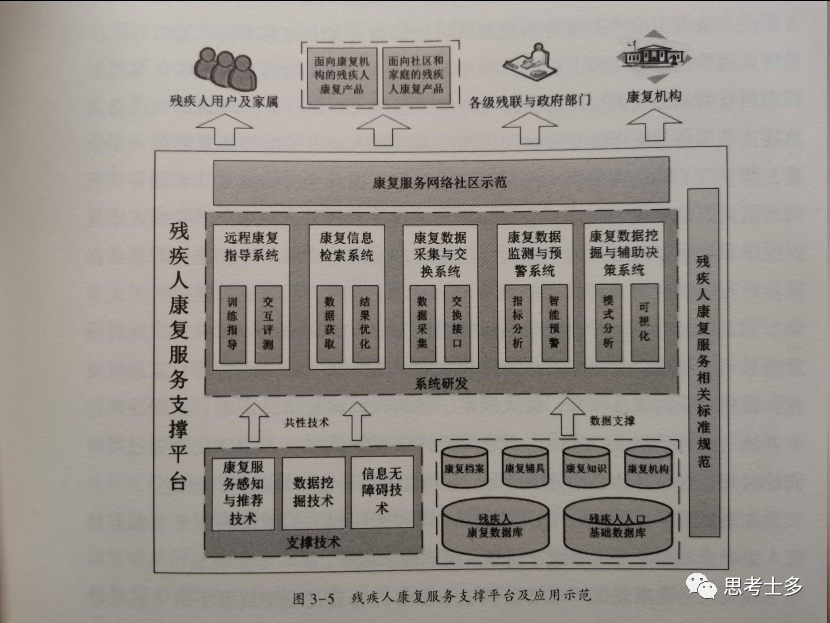 残疾人用户及家属
面向康复机
构的残疾人
康复产品
面向社区和
家庭的残疾
人康复产品
各级残联与政府部门
康复机构
残疾人康复服务支撑平台
康复服务网络社区示范
远程康复
指导系统
训练指导
交互评测
康复信息
检索系统
数据获取
结果优化
康复数据
采集与交
换系统
数据采集
交换接口
康复数据
监测与预
警系统
指标分析
智能预警
康复数据挖
掘与辅助决
策系统
模式分析
可视化
系统研发
残疾人康复服务相关标准规范
共性技术
数据支撑
康复服
务感知
与推荐
技术
数据挖
掘技术
信息无
障碍技
术
支撑技术
康复档案
康复辅具
康复知识
康复机构
残疾人
康复数据库
残疾人人口
基础数据库
图 3-5 残疾人康复服务支撑平台及应用示范
思考士多